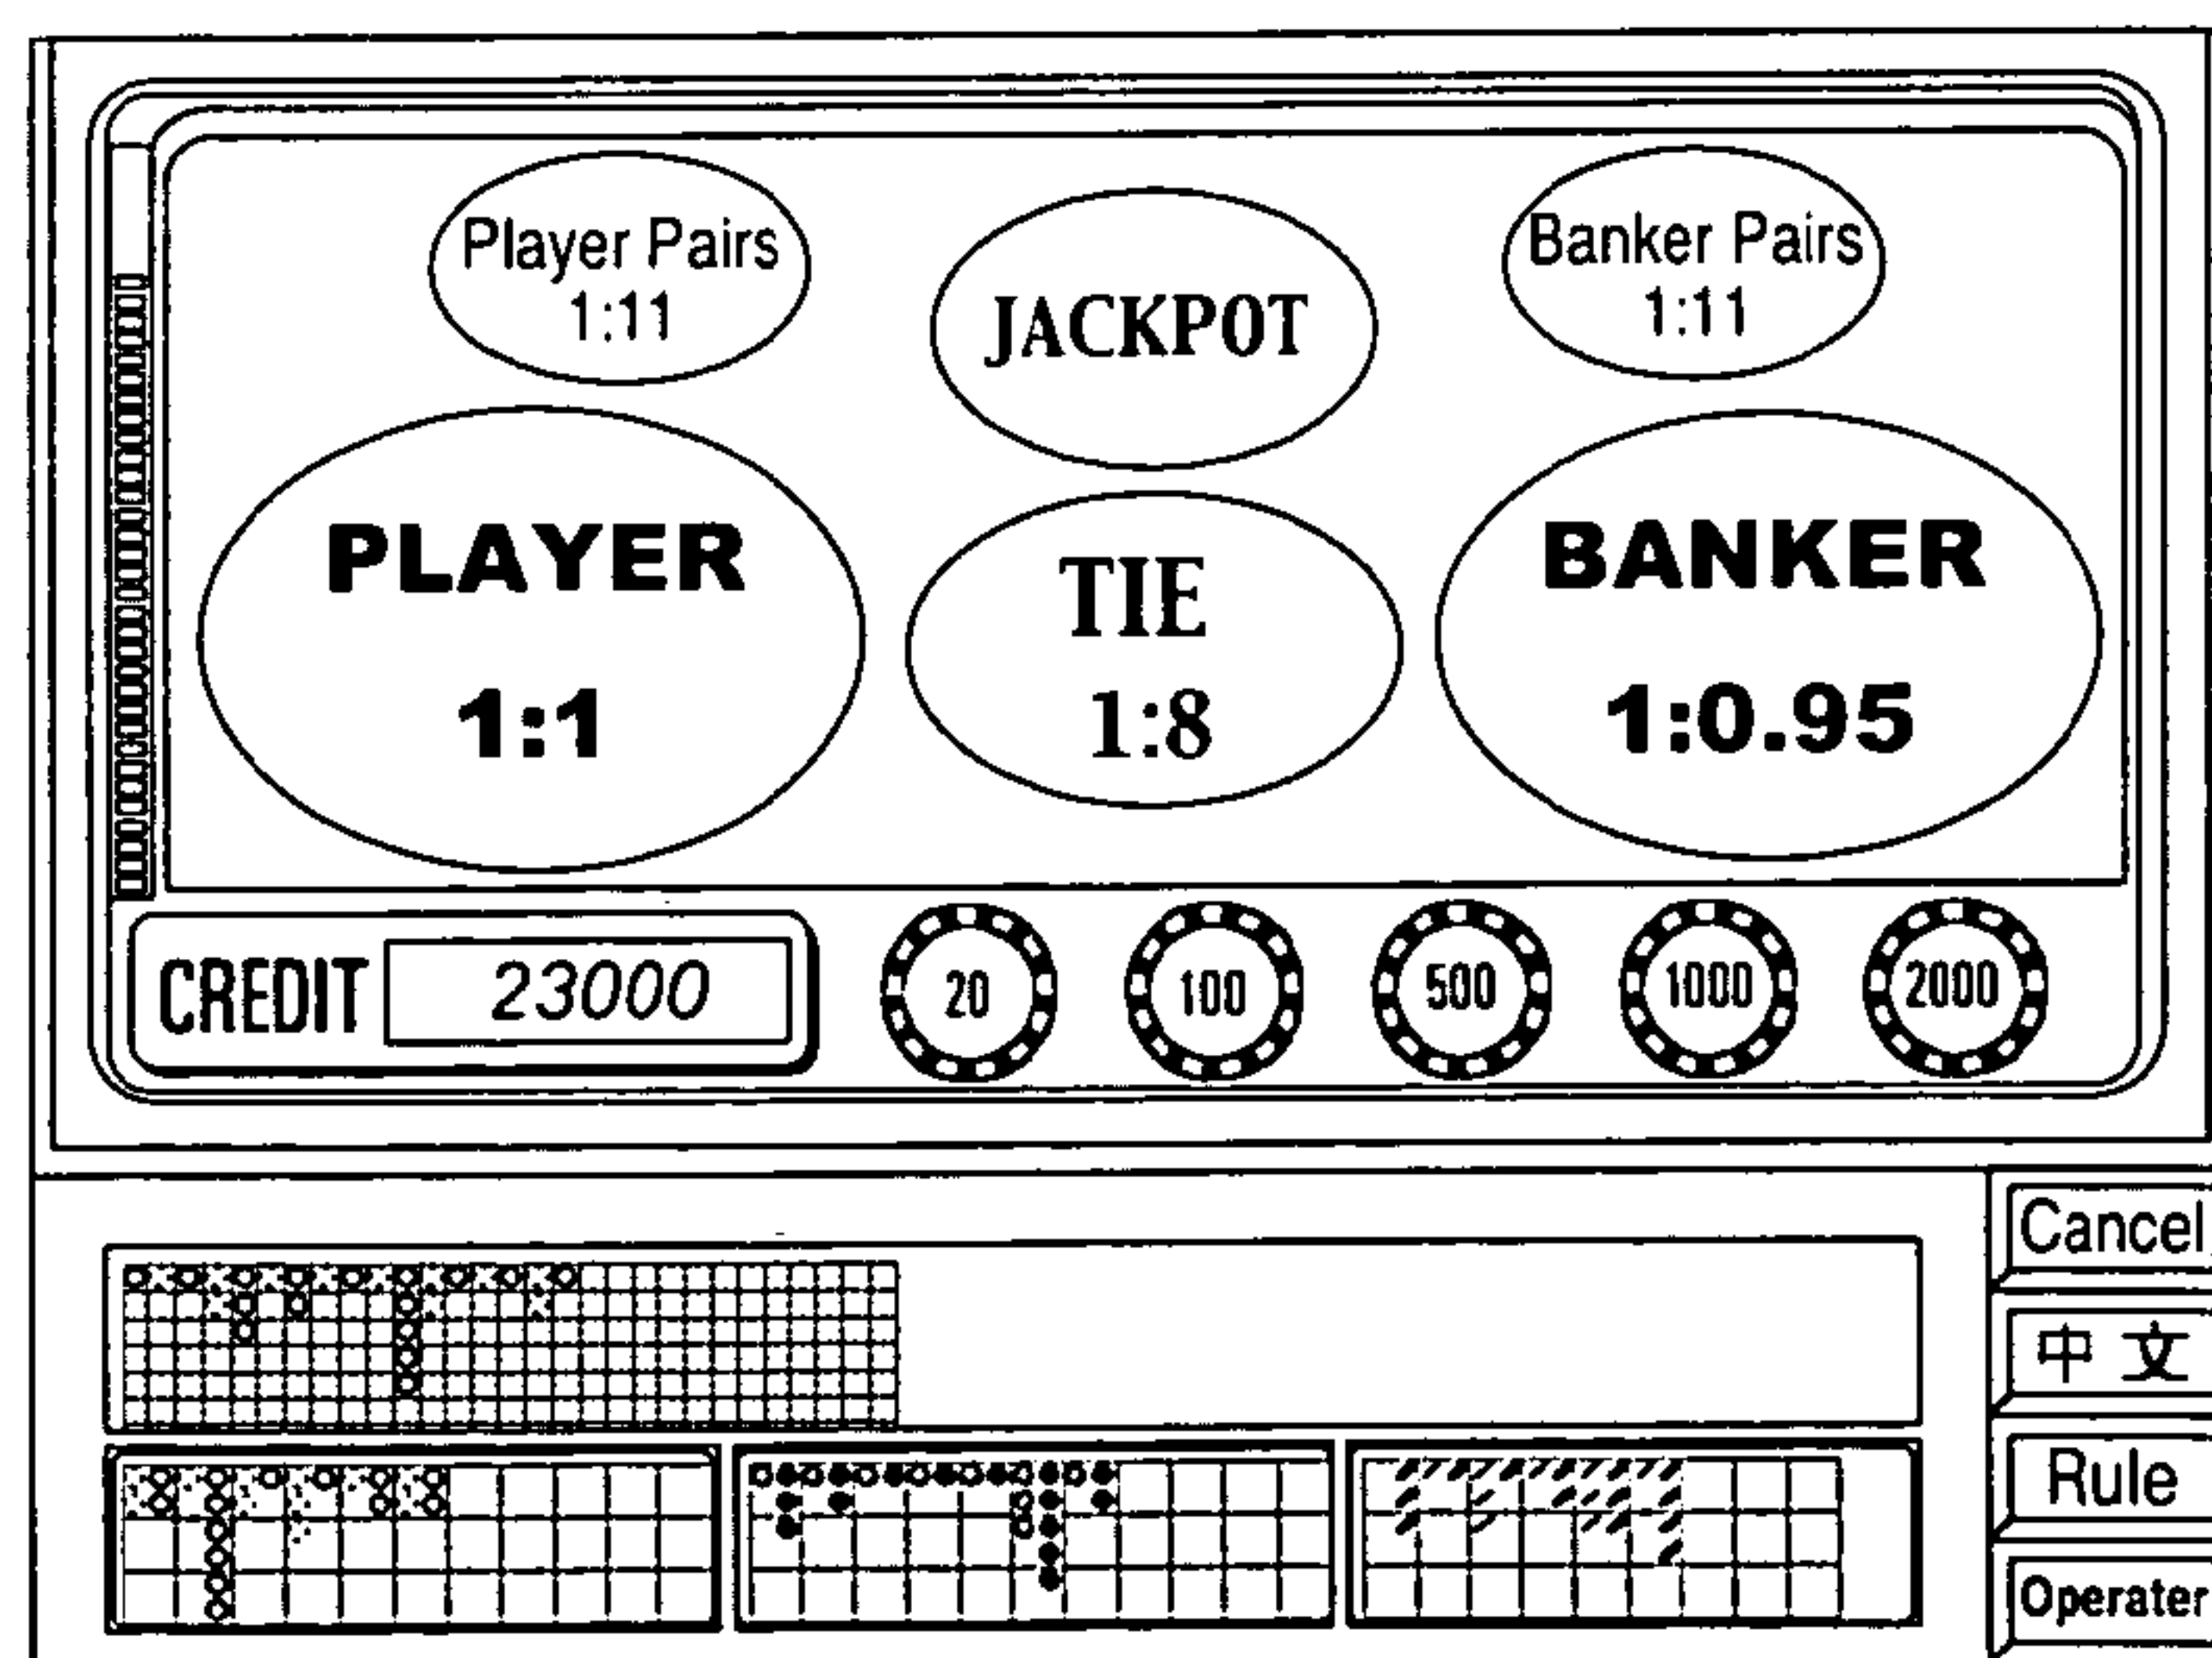 Player Pairs
1:11
JACKPOT
Banker Pairs
1:11
PLAYER
1:1
TIE
1:8
BANKER
1:0.95
CREDIT 23000
20
100
500
1000
2000
Cancel
中文
Rule
Operater